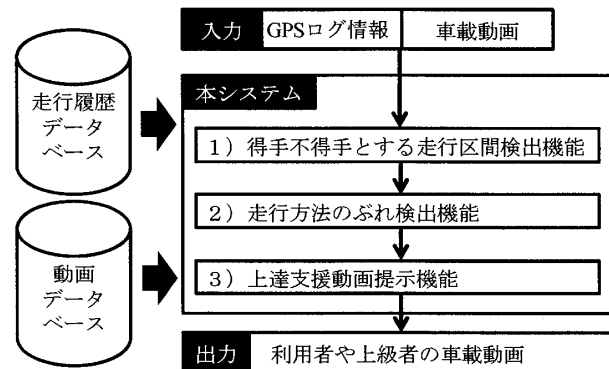 入力 GPSログ情報 車載動画
走行履歴
データ
ベース
本システム
1）得手不得手とする走行区間検出機能
2）走行方法のぶれ検出機能
動画
データ
ベース
3）上達支援動画提示機能
出力 利用者や上級者の車載動画